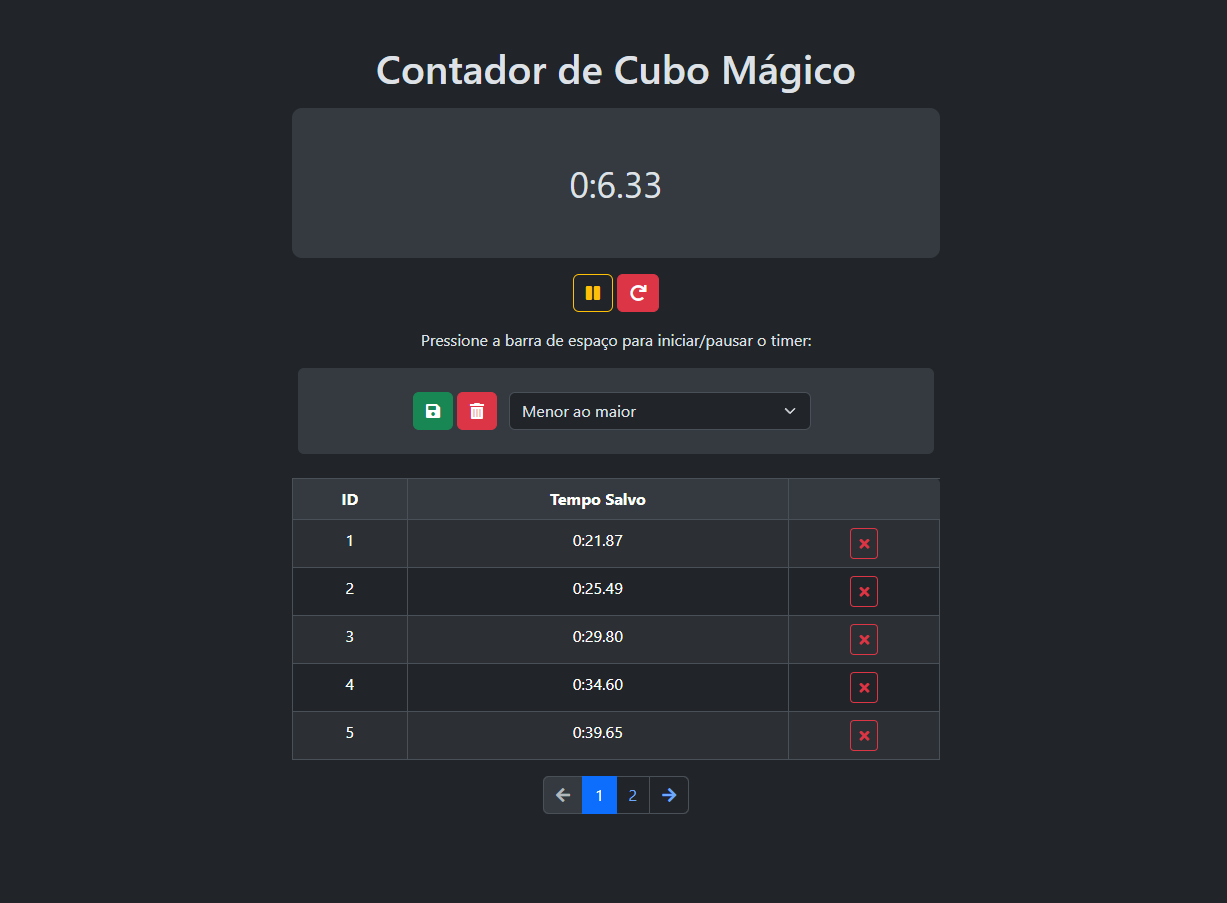 Contador de Cubo Mágico
0:6.33
Pressione a barra de espaço para iniciar/pausar o timer:
Menor ao maior
ID Tempo Salvo
1 0:21.87
2 0:25.49
3 0:29.80
4 0:34.60
5 0:39.65
1 2